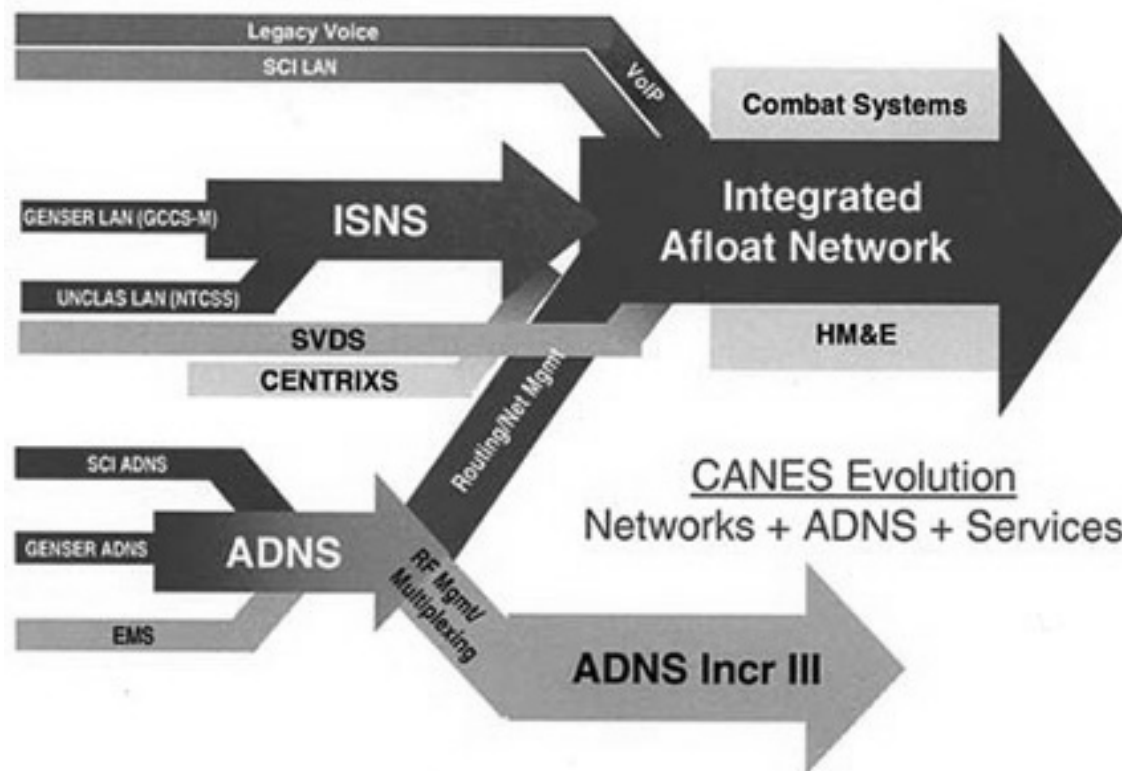 Legacy Voice
SCI LAN
VoIP
Combat Systems
GENSER LAN (GCCS-M)
ISNS
Integrated
Afloat Network
UNCLAS LAN (NTCSS)
SVDS
HM&E
CENTRIXS
Routing/Net Mgmt
SCI ADNS
CANES Evolution
Networks + ADNS + Services
GENSER ADNS
ADNS
RF Mgmt/
Multiplexing
EMS
ADNS Incr III